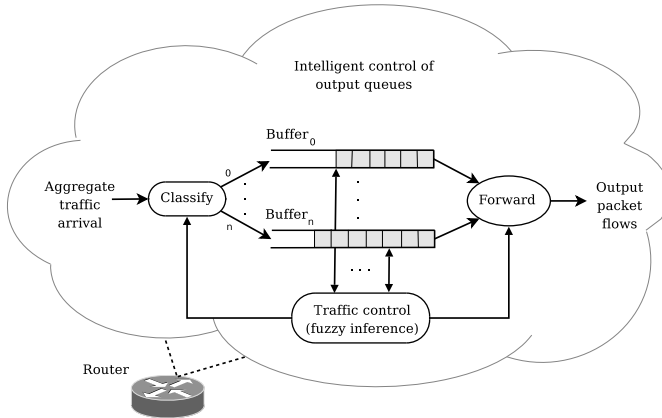 Intelligent control of
output queues
Buffer0
Aggregate
traffic
arrival
Classify
0
n
Buffern
Forward
Output
packet
flows
Traffic control
(fuzzy inference)
Router